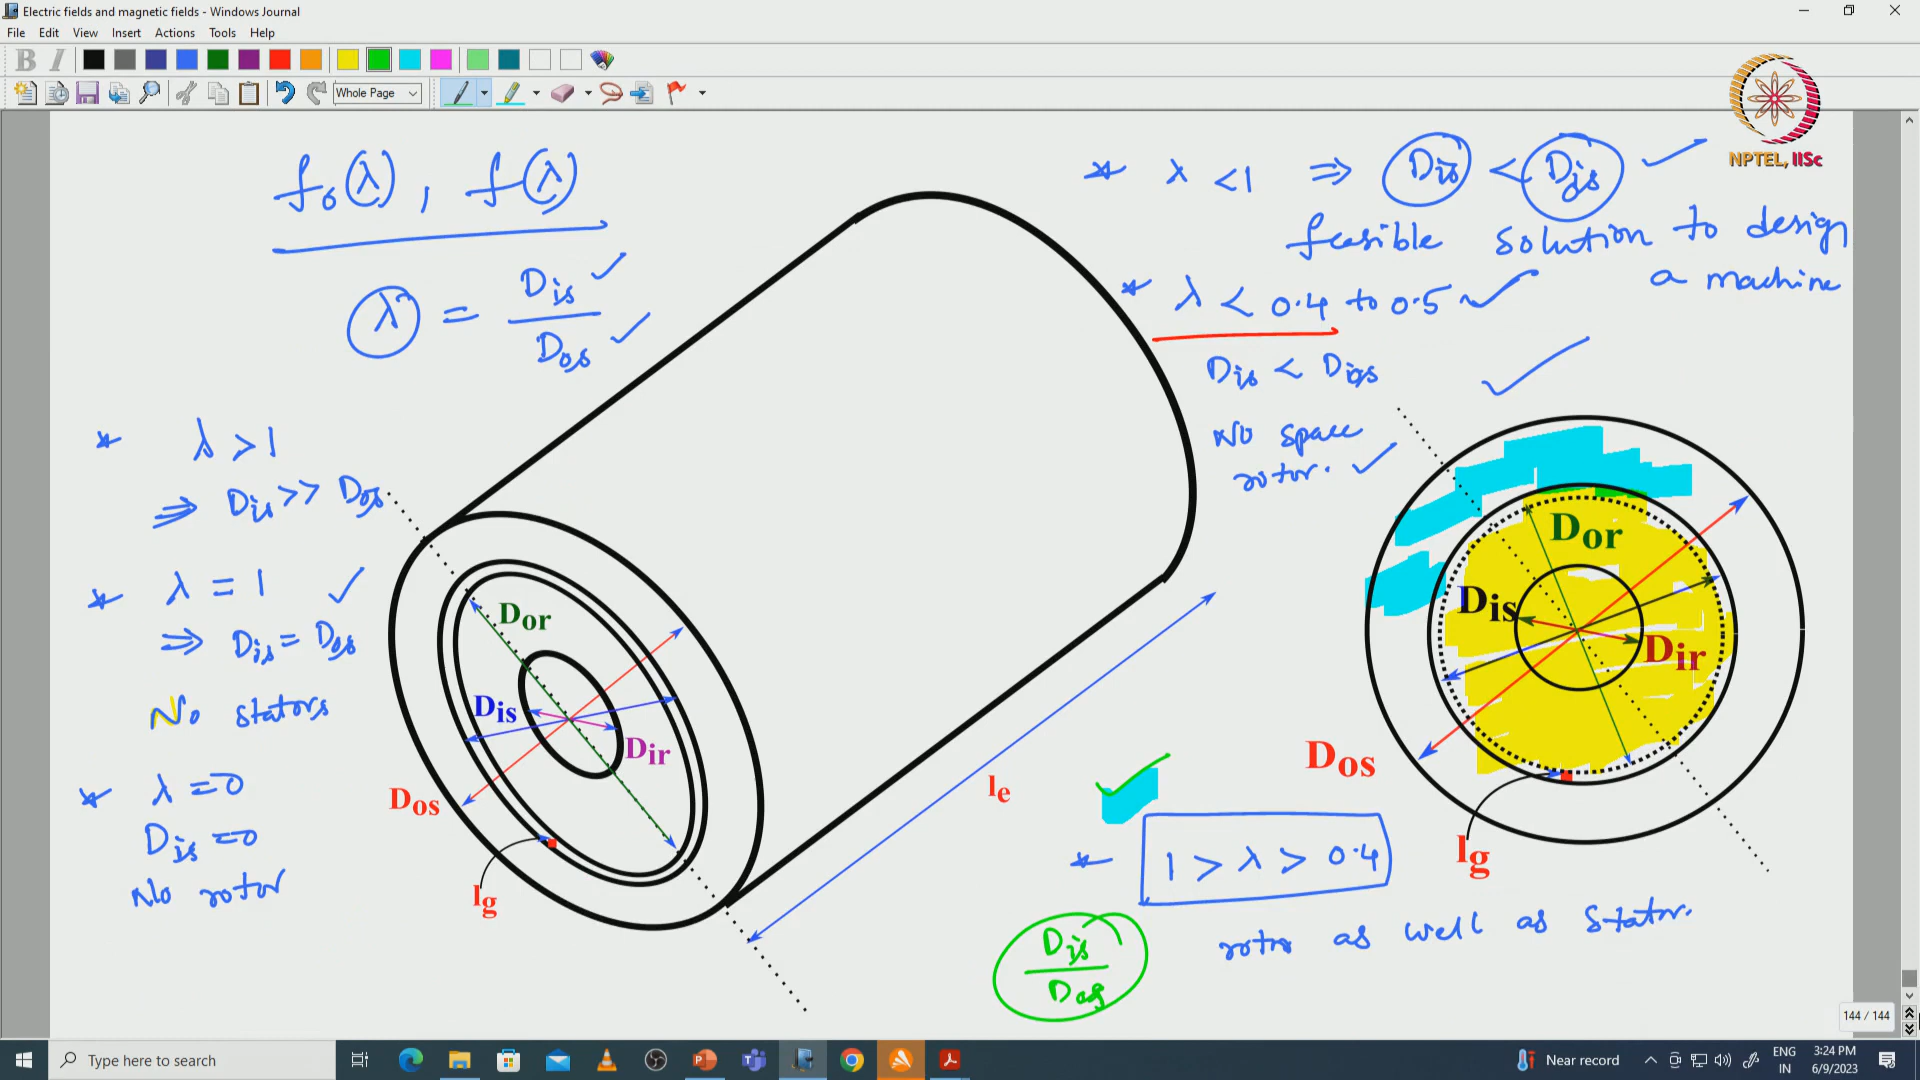 Electric fields and magnetic fields - Windows Journal
File Edit View Insert Actions Tools Help
B I
Whole Page
NPTEL, IISc
f₀(λ), f(λ)
λ = Dis / Dos
* λ > 1
⇒ Dis >> Dos
* λ = 1 ✓
⇒ Dis = Dos
No stators
* λ = 0
Dis = 0
No rotor
Dor
Dis
Dir
Dos
lg
le
* λ < 1 ⇒ Dis < Dos ✓
feasible solution to design
a machine
* λ < 0.4 to 0.5 ✓
Dis < Dos ✓
No space
rotor. ✓
Dor
Dis
Dir
Dos
lg
* 1 > λ > 0.4
rotor as well as stator.
Dis / Dos
144 / 144
Type here to search
Near record
ENG
IN
3:24 PM
6/9/2023